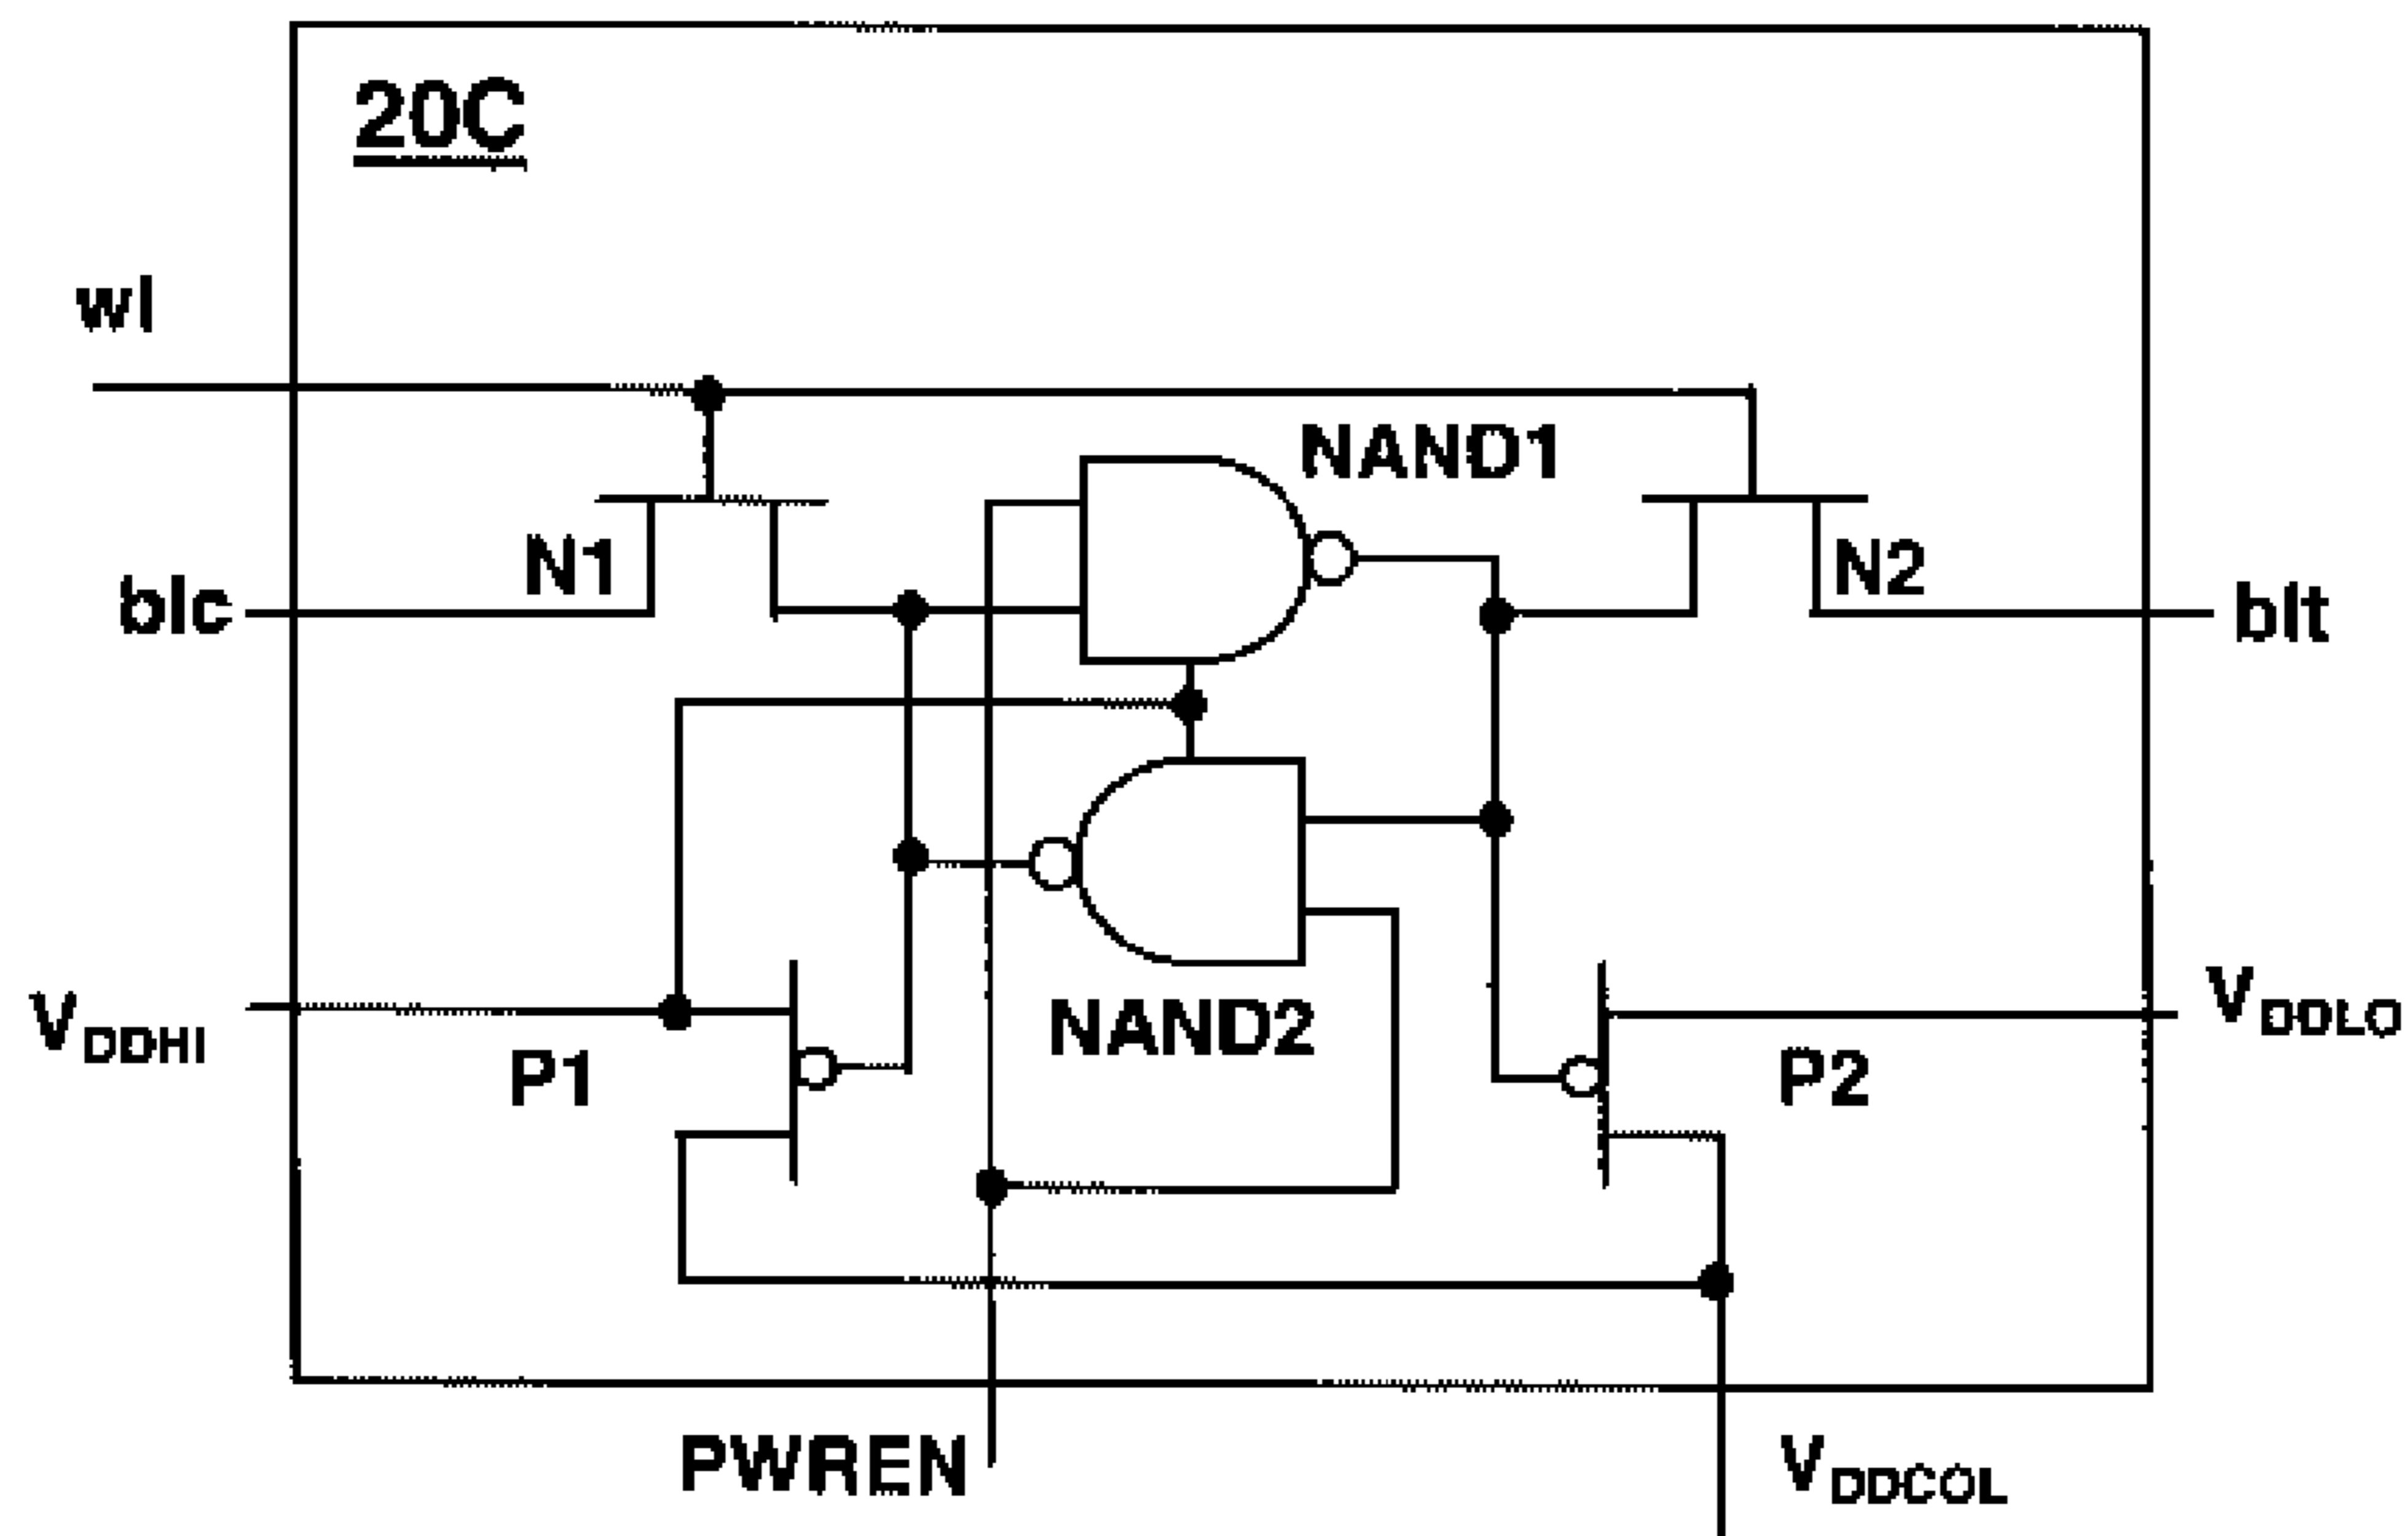 20C
wl
NAND1
N1
N2
blc
blt
VDDHI
VDDLO
NAND2
P1
P2
PWREN
VDDCOL